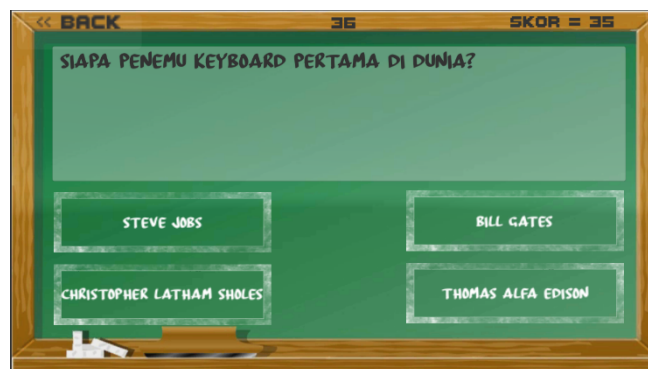 << BACK 36 SKOR = 35
SIAPA PENEMU KEYBOARD PERTAMA DI DUNIA?
STEVE JOBS
BILL GATES
CHRISTOPHER LATHAM SHOLES
THOMAS ALFA EDISON